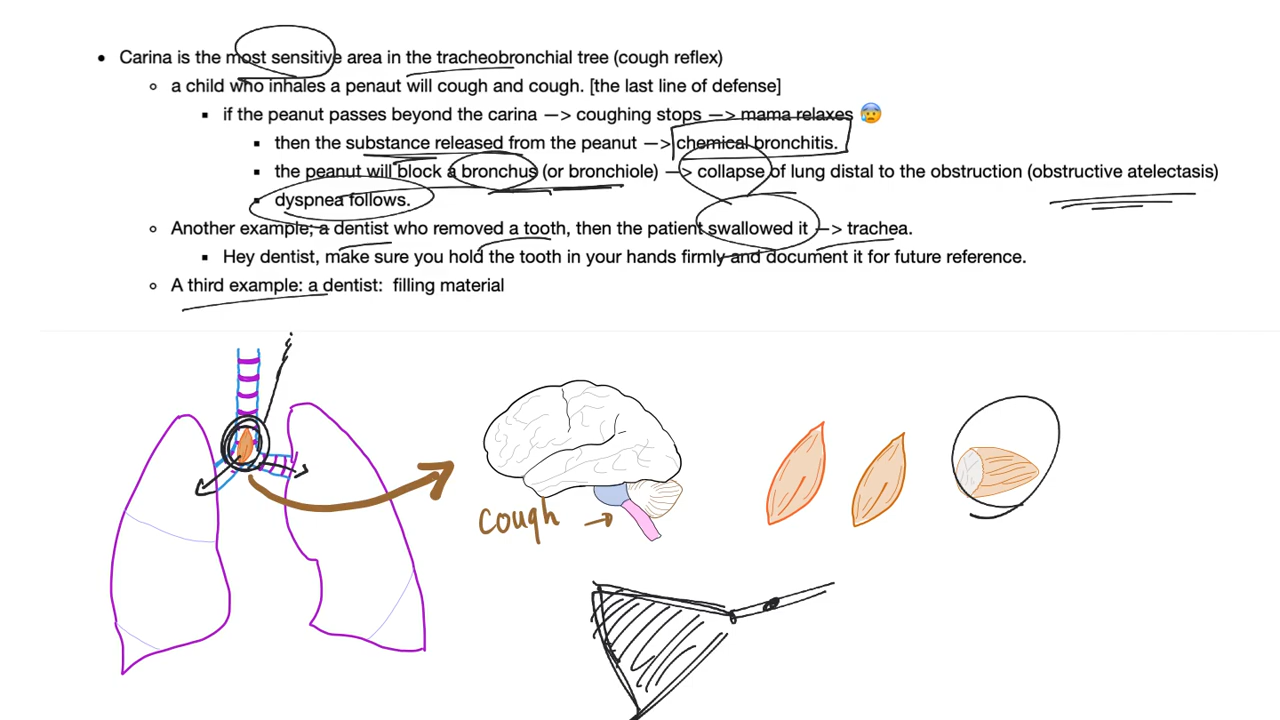 Carina is the most sensitive area in the tracheobronchial tree (cough reflex)
a child who inhales a penaut will cough and cough. [the last line of defense]
if the peanut passes beyond the carina —> coughing stops —> mama relaxes 😰
then the substance released from the peanut —> chemical bronchitis.
the peanut will block a bronchus (or bronchiole) —> collapse of lung distal to the obstruction (obstructive atelectasis)
dyspnea follows.
Another example; a dentist who removed a tooth, then the patient swallowed it —> trachea.
Hey dentist, make sure you hold the tooth in your hands firmly and document it for future reference.
A third example: a dentist: filling material
Cough